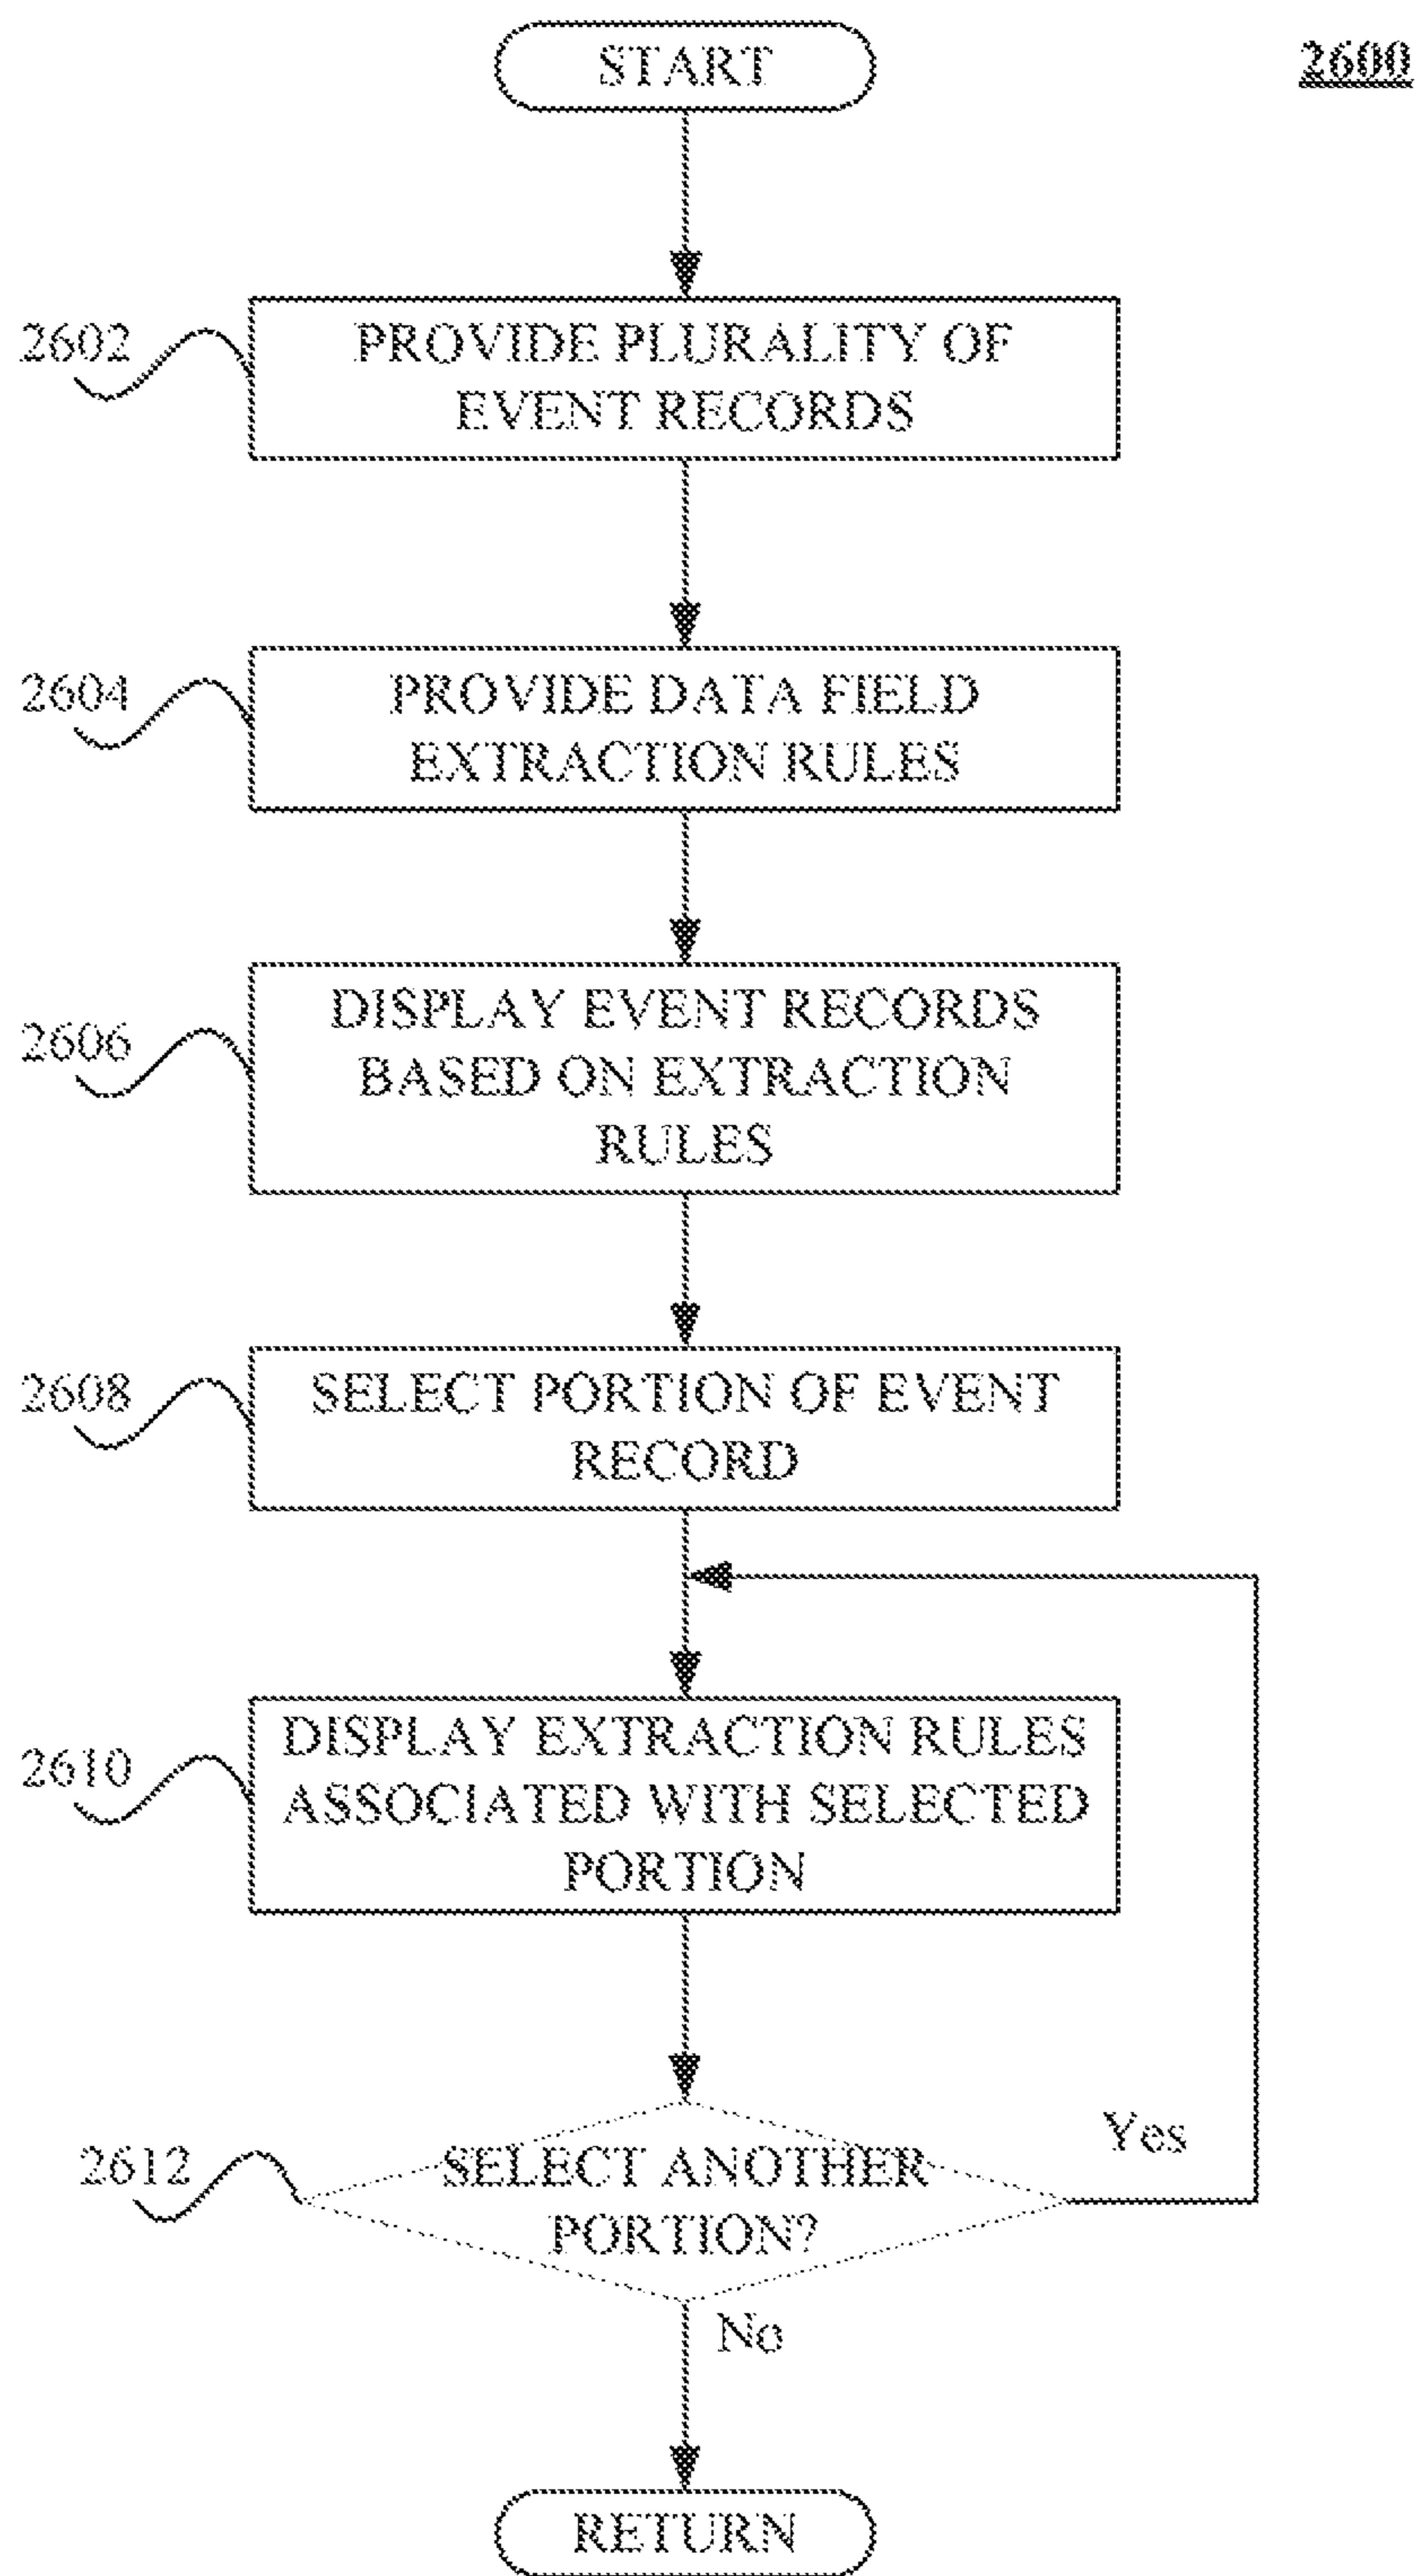 START
2600
2602
PROVIDE PLURALITY OF
EVENT RECORDS
2604
PROVIDE DATA FIELD
EXTRACTION RULES
2606
DISPLAY EVENT RECORDS
BASED ON EXTRACTION
RULES
2608
SELECT PORTION OF EVENT
RECORD
2610
DISPLAY EXTRACTION RULES
ASSOCIATED WITH SELECTED
PORTION
2612
SELECT ANOTHER
PORTION?
Yes
No
RETURN